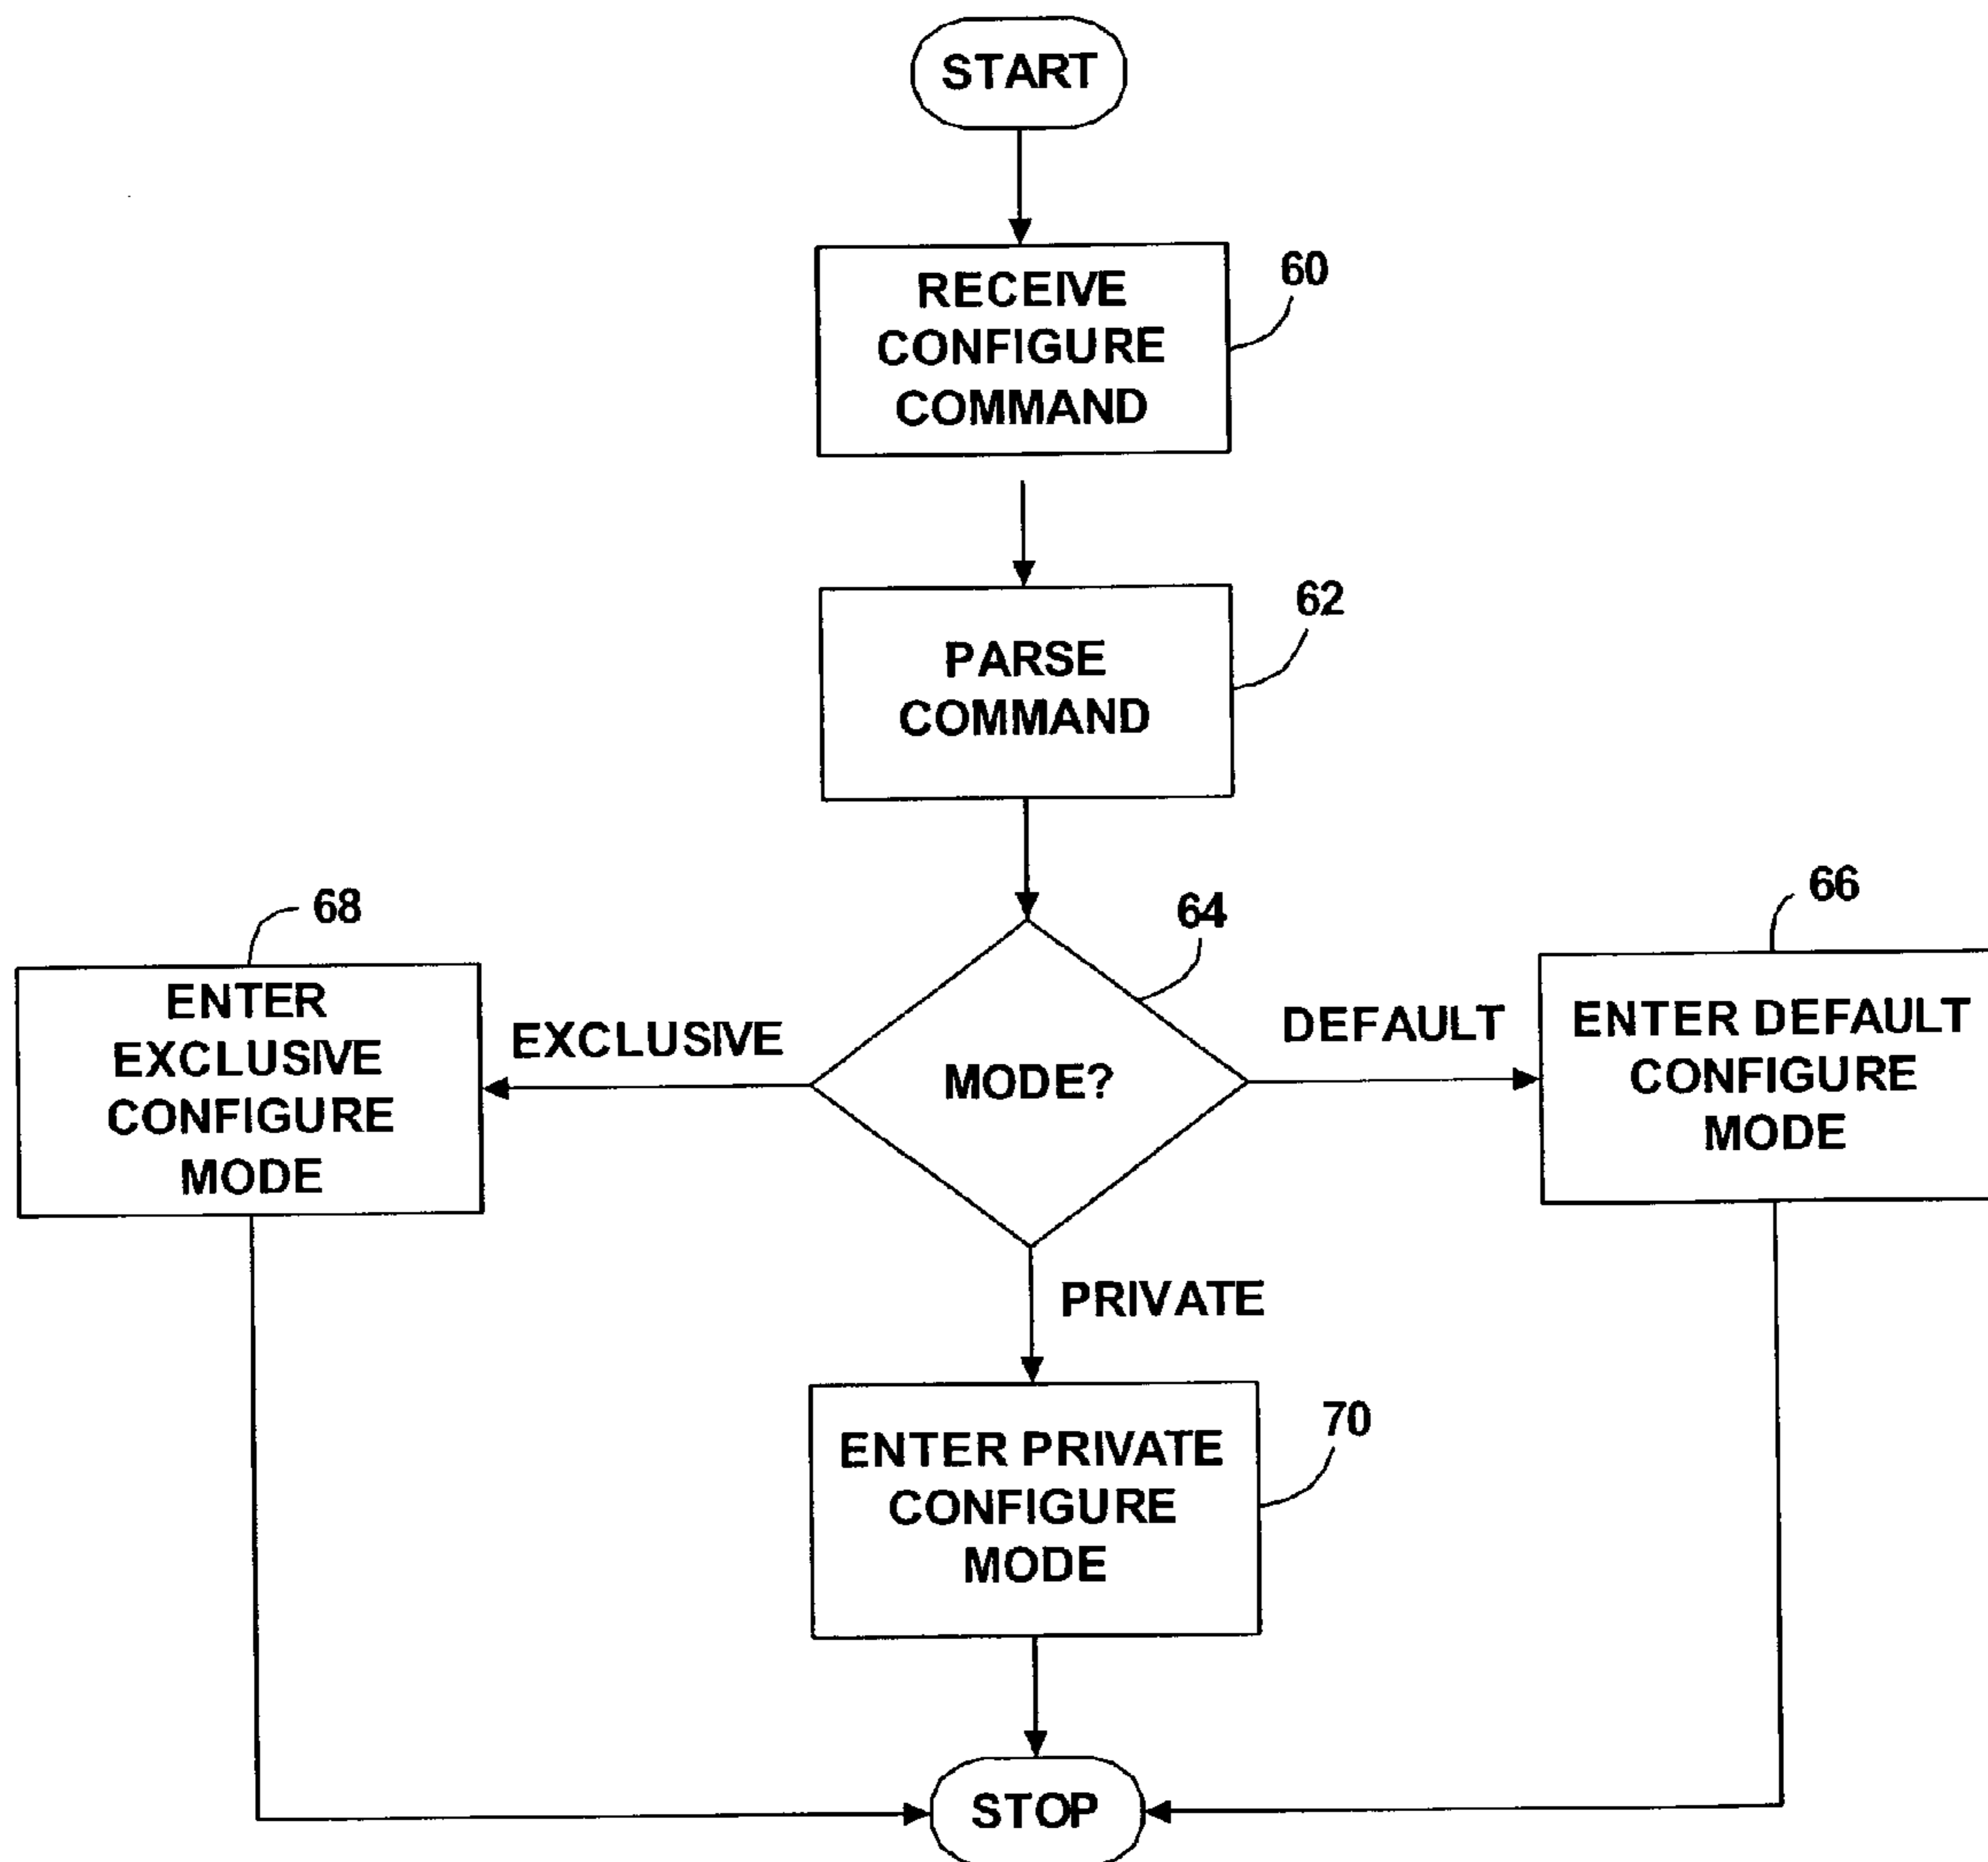 START
RECEIVE
CONFIGURE
COMMAND
60
PARSE
COMMAND
62
68
64
66
ENTER
EXCLUSIVE
CONFIGURE
MODE
EXCLUSIVE
MODE?
DEFAULT
ENTER DEFAULT
CONFIGURE
MODE
PRIVATE
ENTER PRIVATE
CONFIGURE
MODE
70
STOP